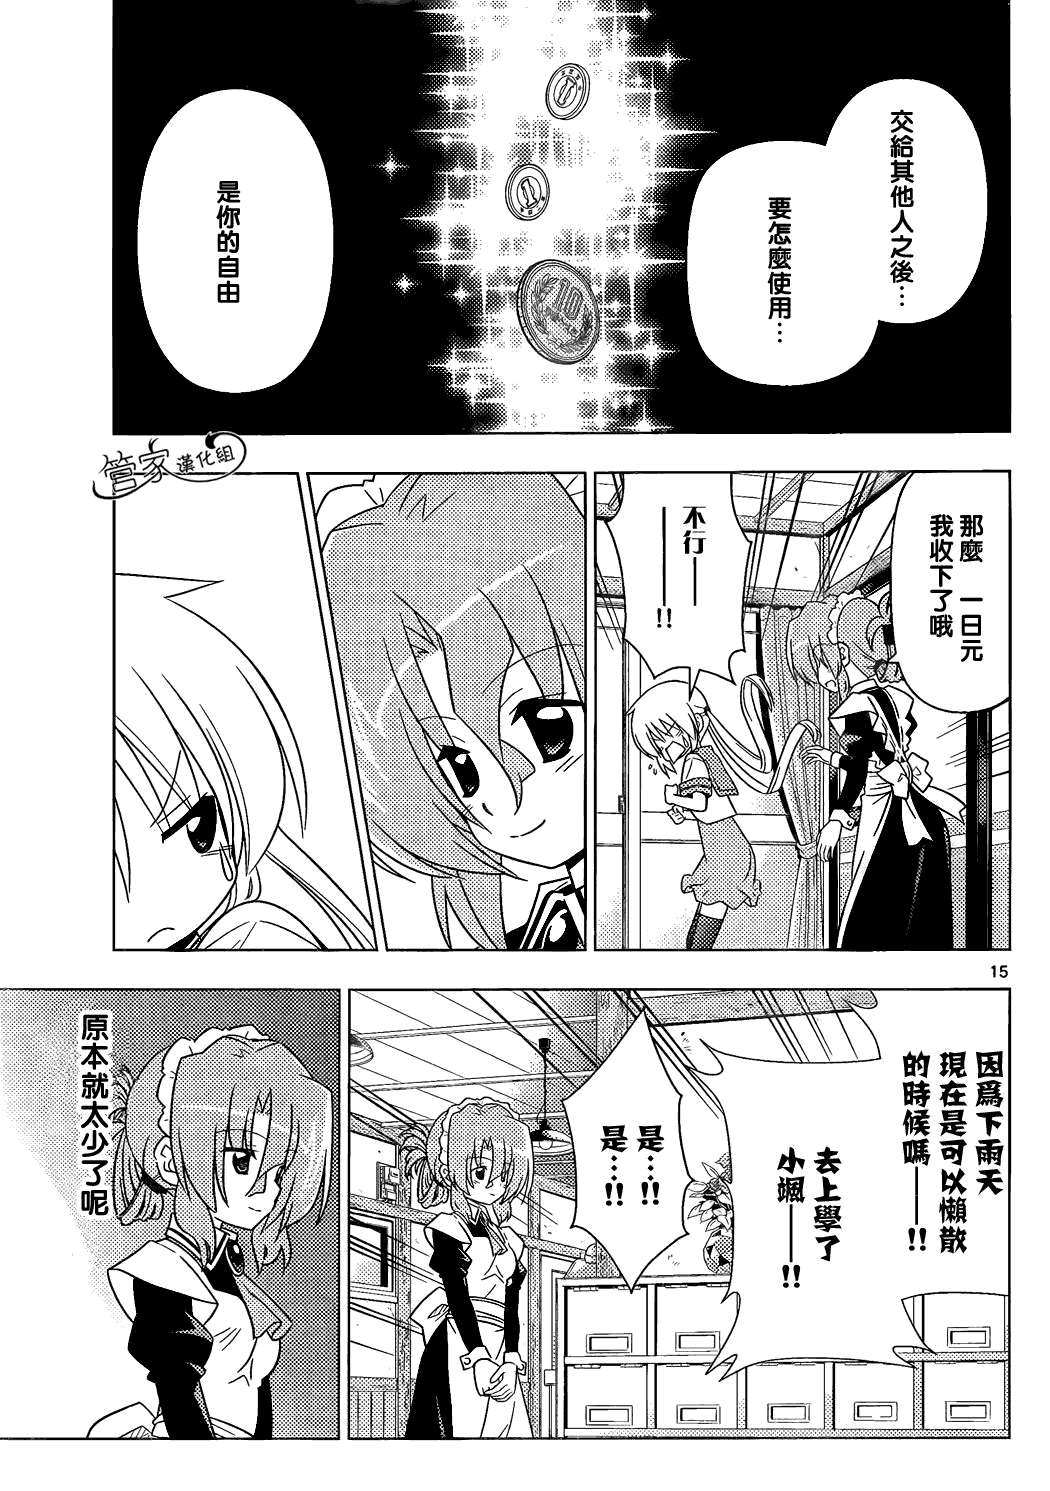 交給其他人之後…
要怎麼使用…
是你的自由
管家漢化組
那麼 一日元
我收下了哦
不行——
——!!
15
因爲下雨天
現在是可以懶散
的時候嗎——!!
去上學了
小颯——!!
是…!!
是…!!
原本就太少了呢
10